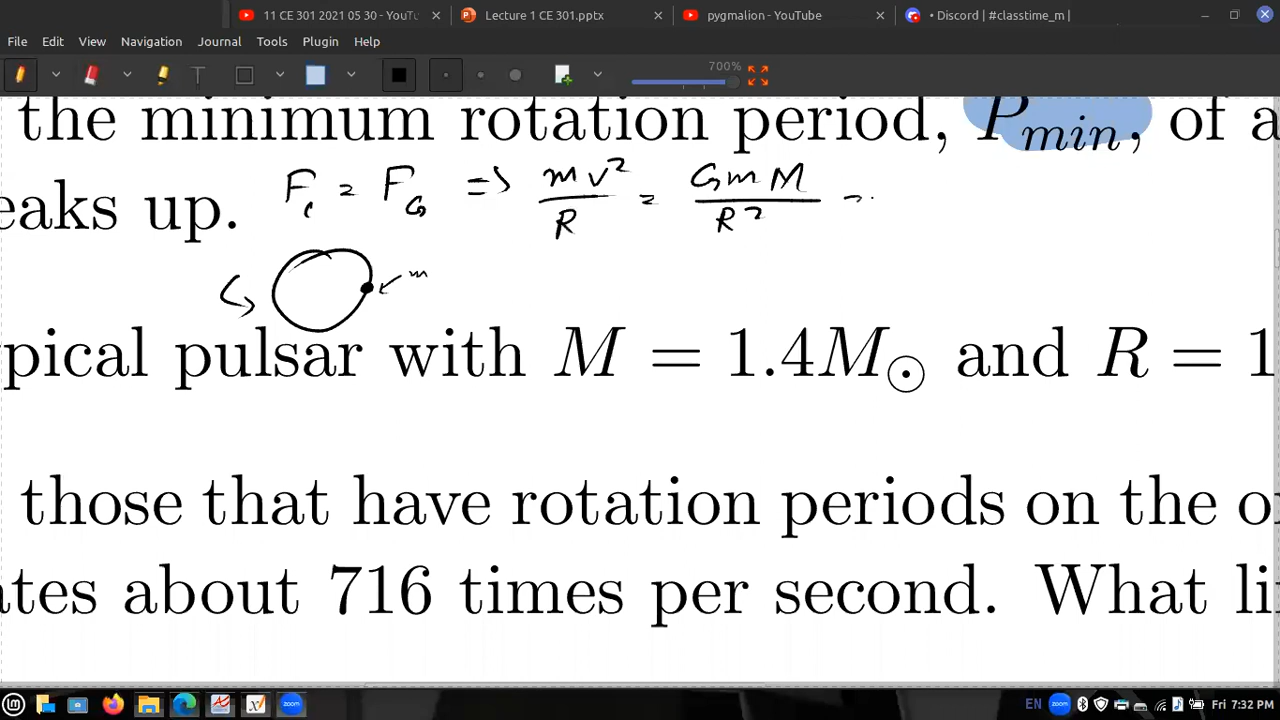 11 CE 301 2021 05 30 - YouTu
Lecture 1 CE 301.pptx
pygmalion - YouTube
• Discord | #classtime_m |
File Edit View Navigation Journal Tools Plugin Help
700%
the minimum rotation period, P_min, of a
eaks up. F_c = F_G => mv²/R = GmM/R² =
m
pical pulsar with M = 1.4M_⊙ and R = 1
those that have rotation periods on the o
ates about 716 times per second. What li
EN zoom Fri, 7:32 PM